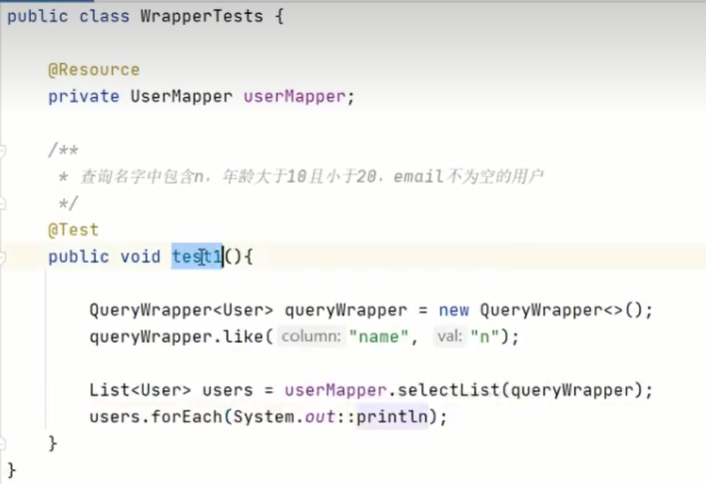 public class WrapperTests {
@Resource
private UserMapper userMapper;
/**
* 查询名字中包含n，年龄大于10且小于20，email不为空的用户
*/
@Test
public void test1(){
QueryWrapper<User> queryWrapper = new QueryWrapper<>();
queryWrapper.like( column: "name", val: "n");
List<User> users = userMapper.selectList(queryWrapper);
users.forEach(System.out::println);
}
}